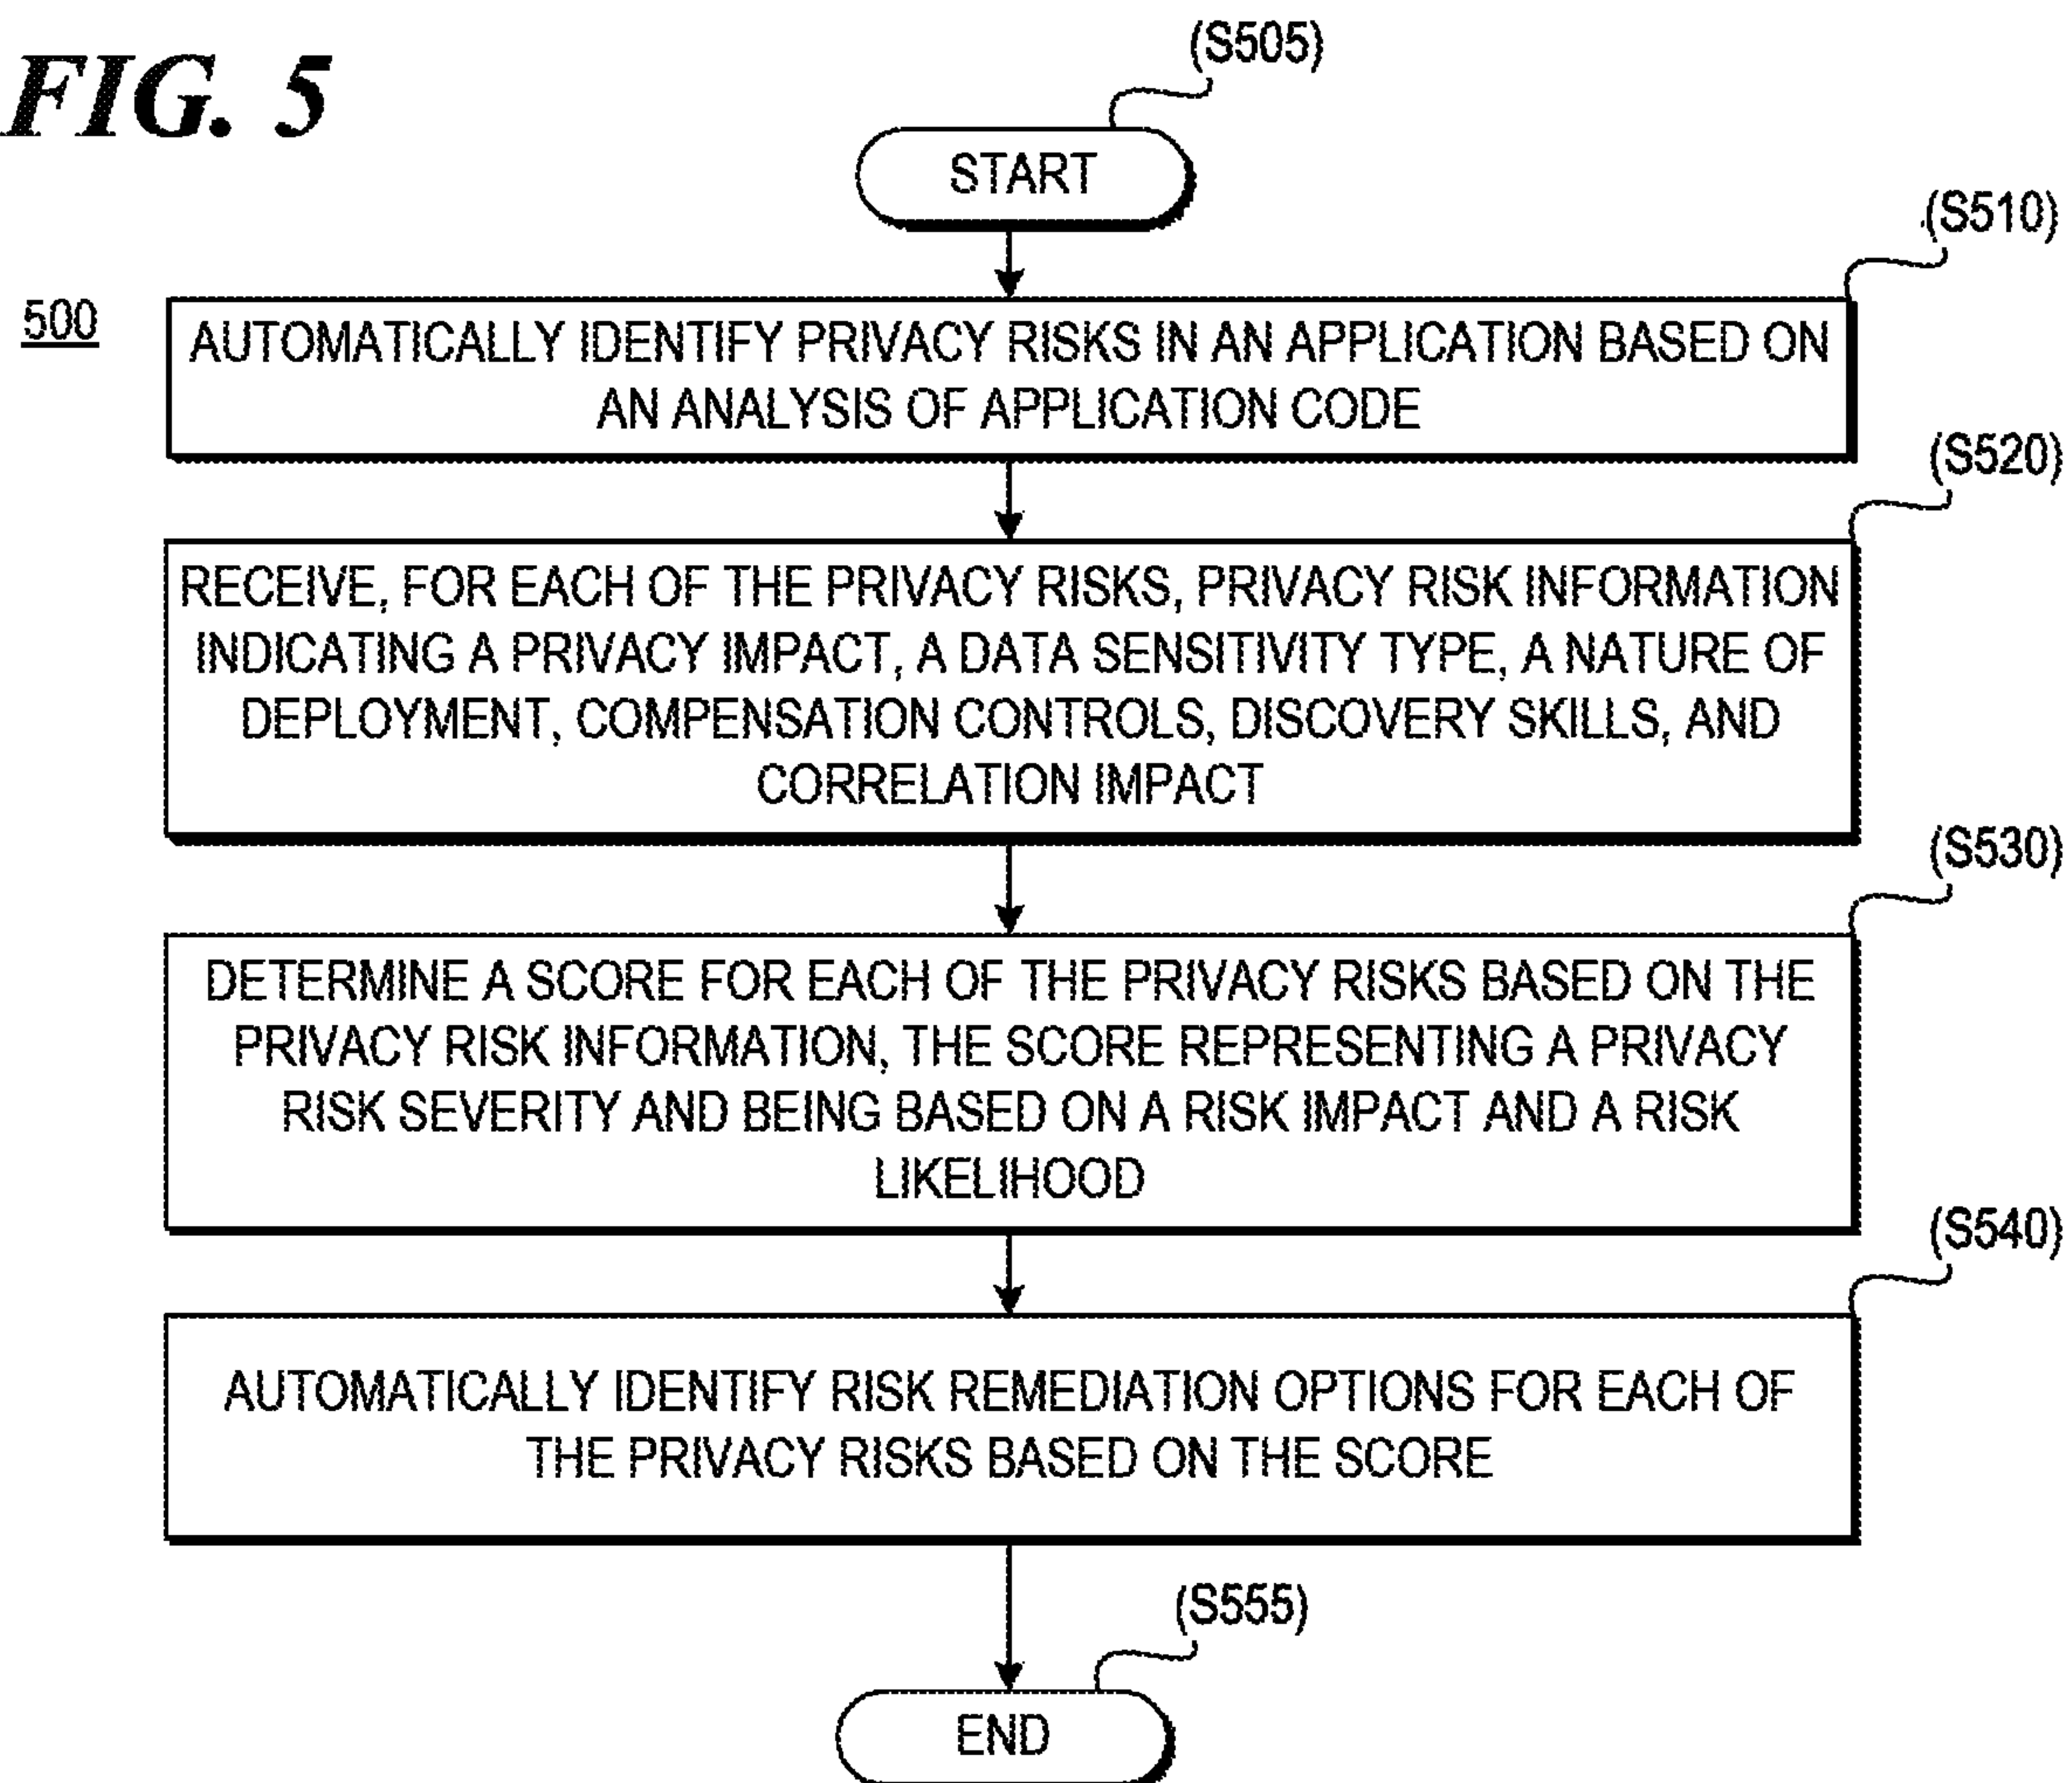 FIG. 5
(S505)
START
(S510)
500
AUTOMATICALLY IDENTIFY PRIVACY RISKS IN AN APPLICATION BASED ON
AN ANALYSIS OF APPLICATION CODE
(S520)
RECEIVE, FOR EACH OF THE PRIVACY RISKS, PRIVACY RISK INFORMATION
INDICATING A PRIVACY IMPACT, A DATA SENSITIVITY TYPE, A NATURE OF
DEPLOYMENT, COMPENSATION CONTROLS, DISCOVERY SKILLS, AND
CORRELATION IMPACT
(S530)
DETERMINE A SCORE FOR EACH OF THE PRIVACY RISKS BASED ON THE
PRIVACY RISK INFORMATION, THE SCORE REPRESENTING A PRIVACY
RISK SEVERITY AND BEING BASED ON A RISK IMPACT AND A RISK
LIKELIHOOD
(S540)
AUTOMATICALLY IDENTIFY RISK REMEDIATION OPTIONS FOR EACH OF
THE PRIVACY RISKS BASED ON THE SCORE
(S555)
END